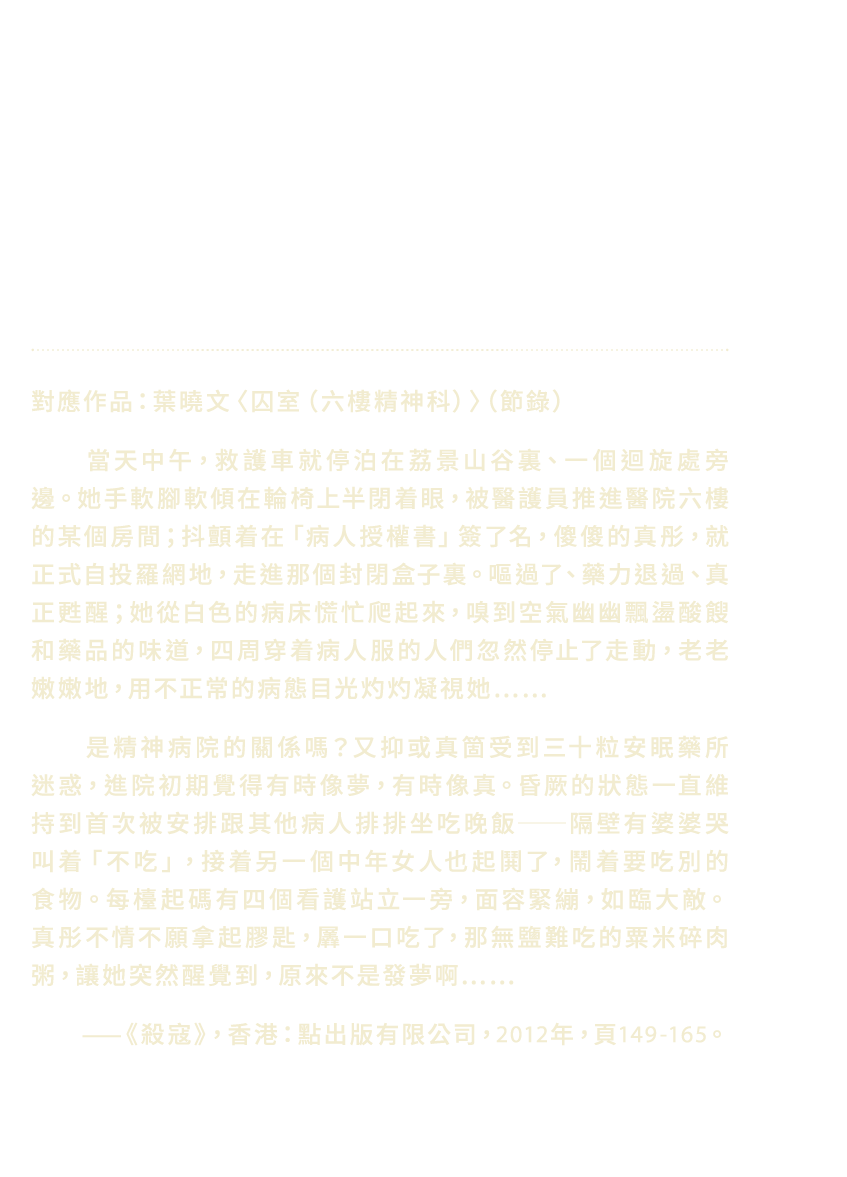 對應作品：葉曉文〈囚室（六樓精神科）〉（節錄）
當天中午，救護車就停泊在荔景山谷裏、一個迴旋處旁
邊。她手軟腳軟傾在輪椅上半閉着眼，被醫護員推進醫院六樓
的某個房間；抖顫着在「病人授權書」簽了名，傻傻的真彤，就
正式自投羅網地，走進那個封閉盒子裏。嘔過了、藥力退過、真
正甦醒；她從白色的病床慌忙爬起來，嗅到空氣幽幽飄盪酸餿
和藥品的味道，四周穿着病人服的人們忽然停止了走動，老老
嫩嫩地，用不正常的病態目光灼灼凝視她……
是精神病院的關係嗎？又抑或真箇受到三十粒安眠藥所
迷惑，進院初期覺得有時像夢，有時像真。昏厥的狀態一直維
持到首次被安排跟其他病人排排坐吃晚飯——隔壁有婆婆哭
叫着「不吃」，接着另一個中年女人也起鬨了，鬧着要吃別的
食物。每檯起碼有四個看護站立一旁，面容緊繃，如臨大敵。
真彤不情不願拿起膠匙，羼一口吃了，那無鹽難吃的粟米碎肉
粥，讓她突然醒覺到，原來不是發夢啊……
——《殺寇》，香港：點出版有限公司，2012年，頁149-165。